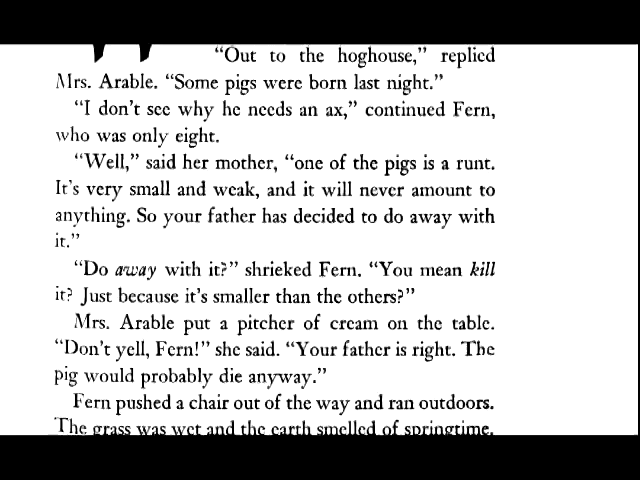 "Out to the hoghouse," replied
Mrs. Arable. "Some pigs were born last night."
"I don't see why he needs an ax," continued Fern,
who was only eight.
"Well," said her mother, "one of the pigs is a runt.
It's very small and weak, and it will never amount to
anything. So your father has decided to do away with
it."
"Do away with it?" shrieked Fern. "You mean kill
it? Just because it's smaller than the others?"
Mrs. Arable put a pitcher of cream on the table.
"Don't yell, Fern!" she said. "Your father is right. The
pig would probably die anyway."
Fern pushed a chair out of the way and ran outdoors.
The grass was wet and the earth smelled of springtime.